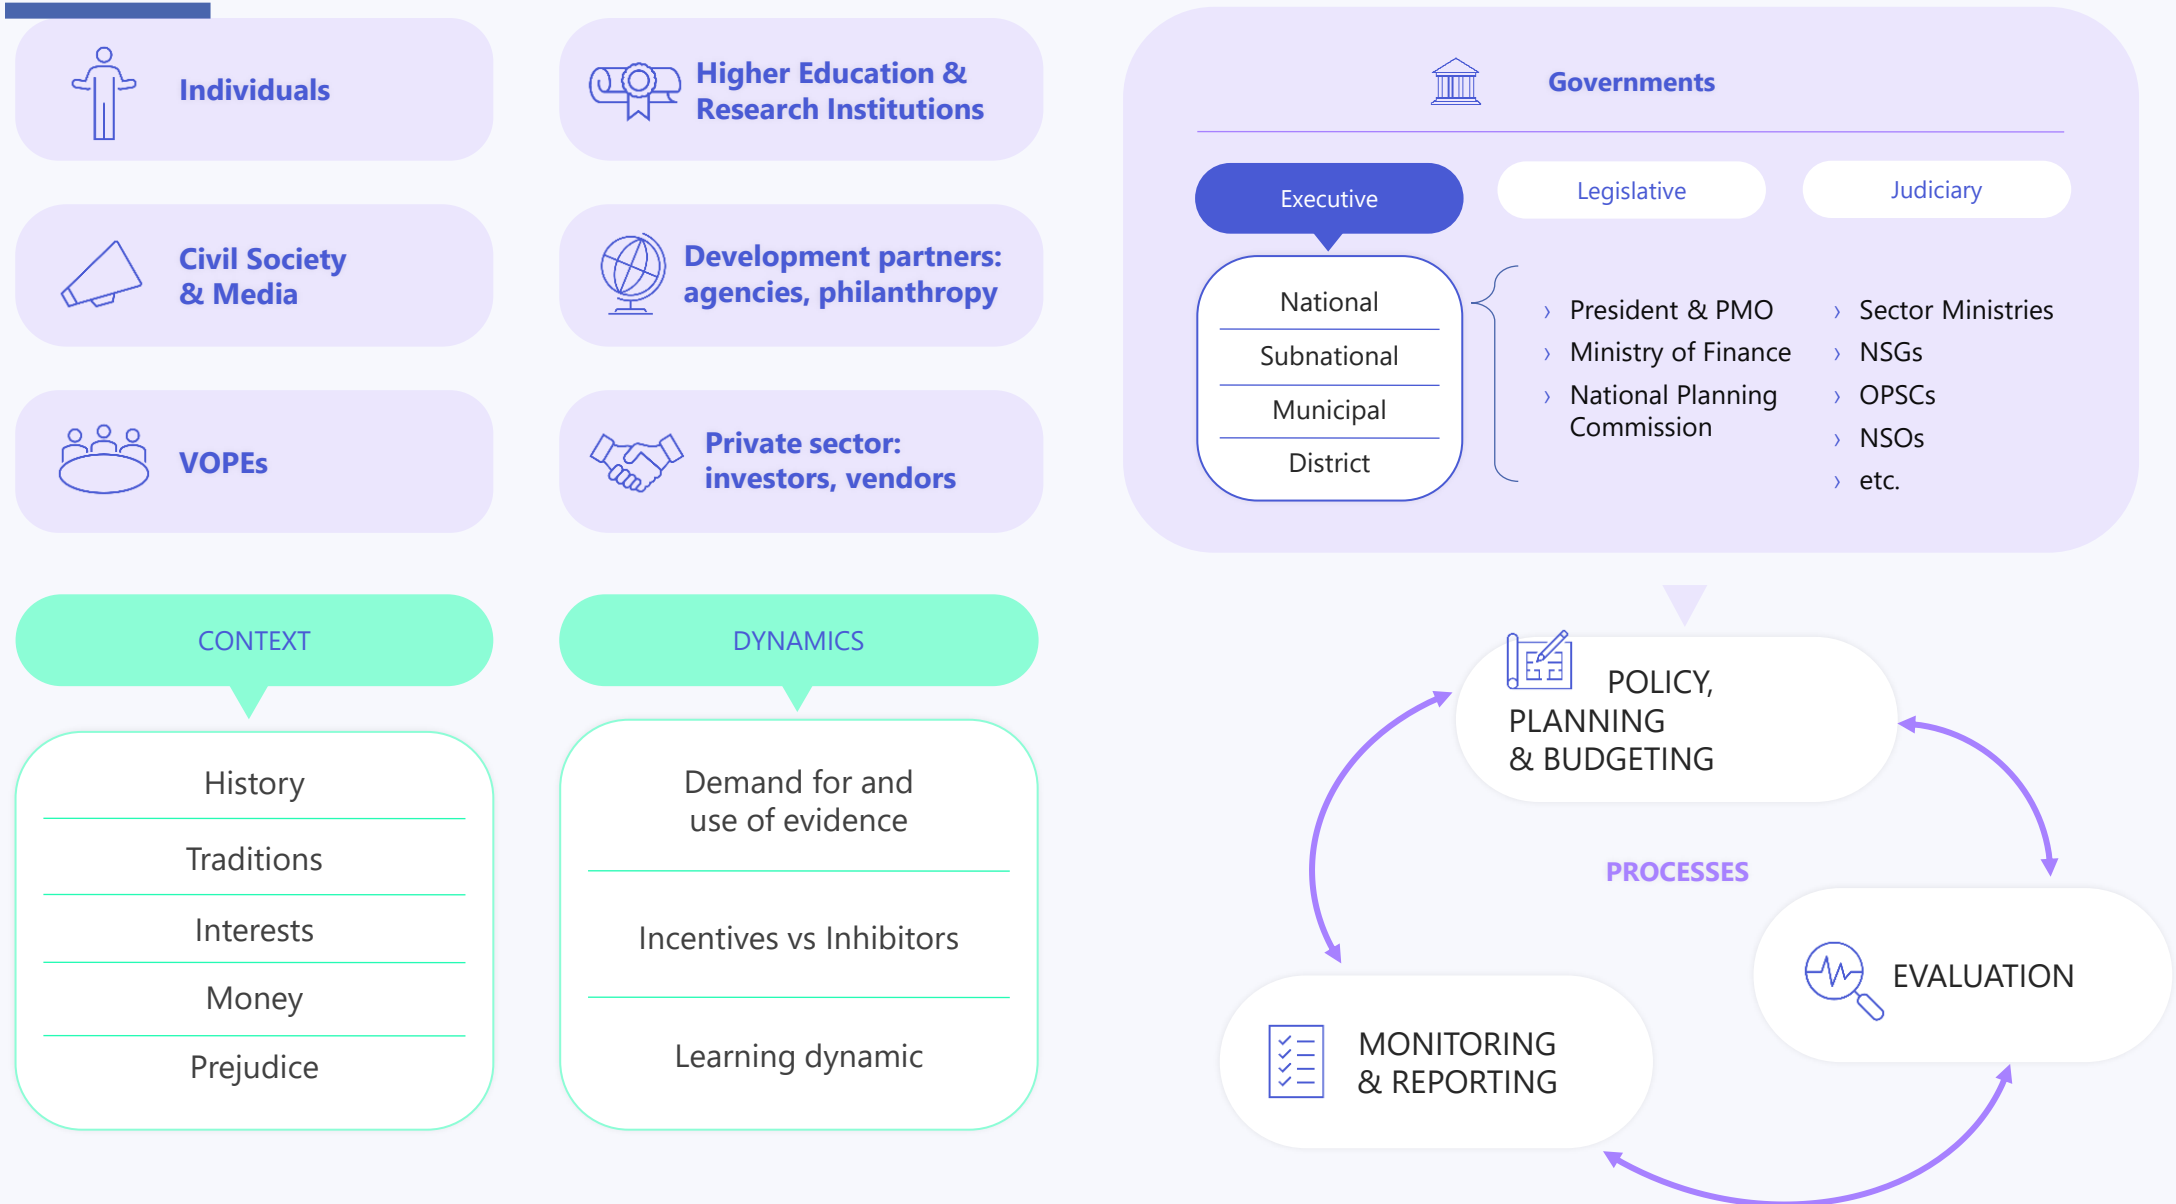 Individuals
Higher Education &
Research Institutions
Civil Society
& Media
Development partners:
agencies, philanthropy
VOPEs
Private sector:
investors, vendors
Governments
Executive
Legislative
Judiciary
National
Subnational
Municipal
District
› President & PMO
› Ministry of Finance
› National Planning
Commission
› Sector Ministries
› NSGs
› OPSCs
› NSOs
› etc.
CONTEXT
History
Traditions
Interests
Money
Prejudice
DYNAMICS
Demand for and
use of evidence
Incentives vs Inhibitors
Learning dynamic
POLICY,
PLANNING
& BUDGETING
PROCESSES
EVALUATION
MONITORING
& REPORTING